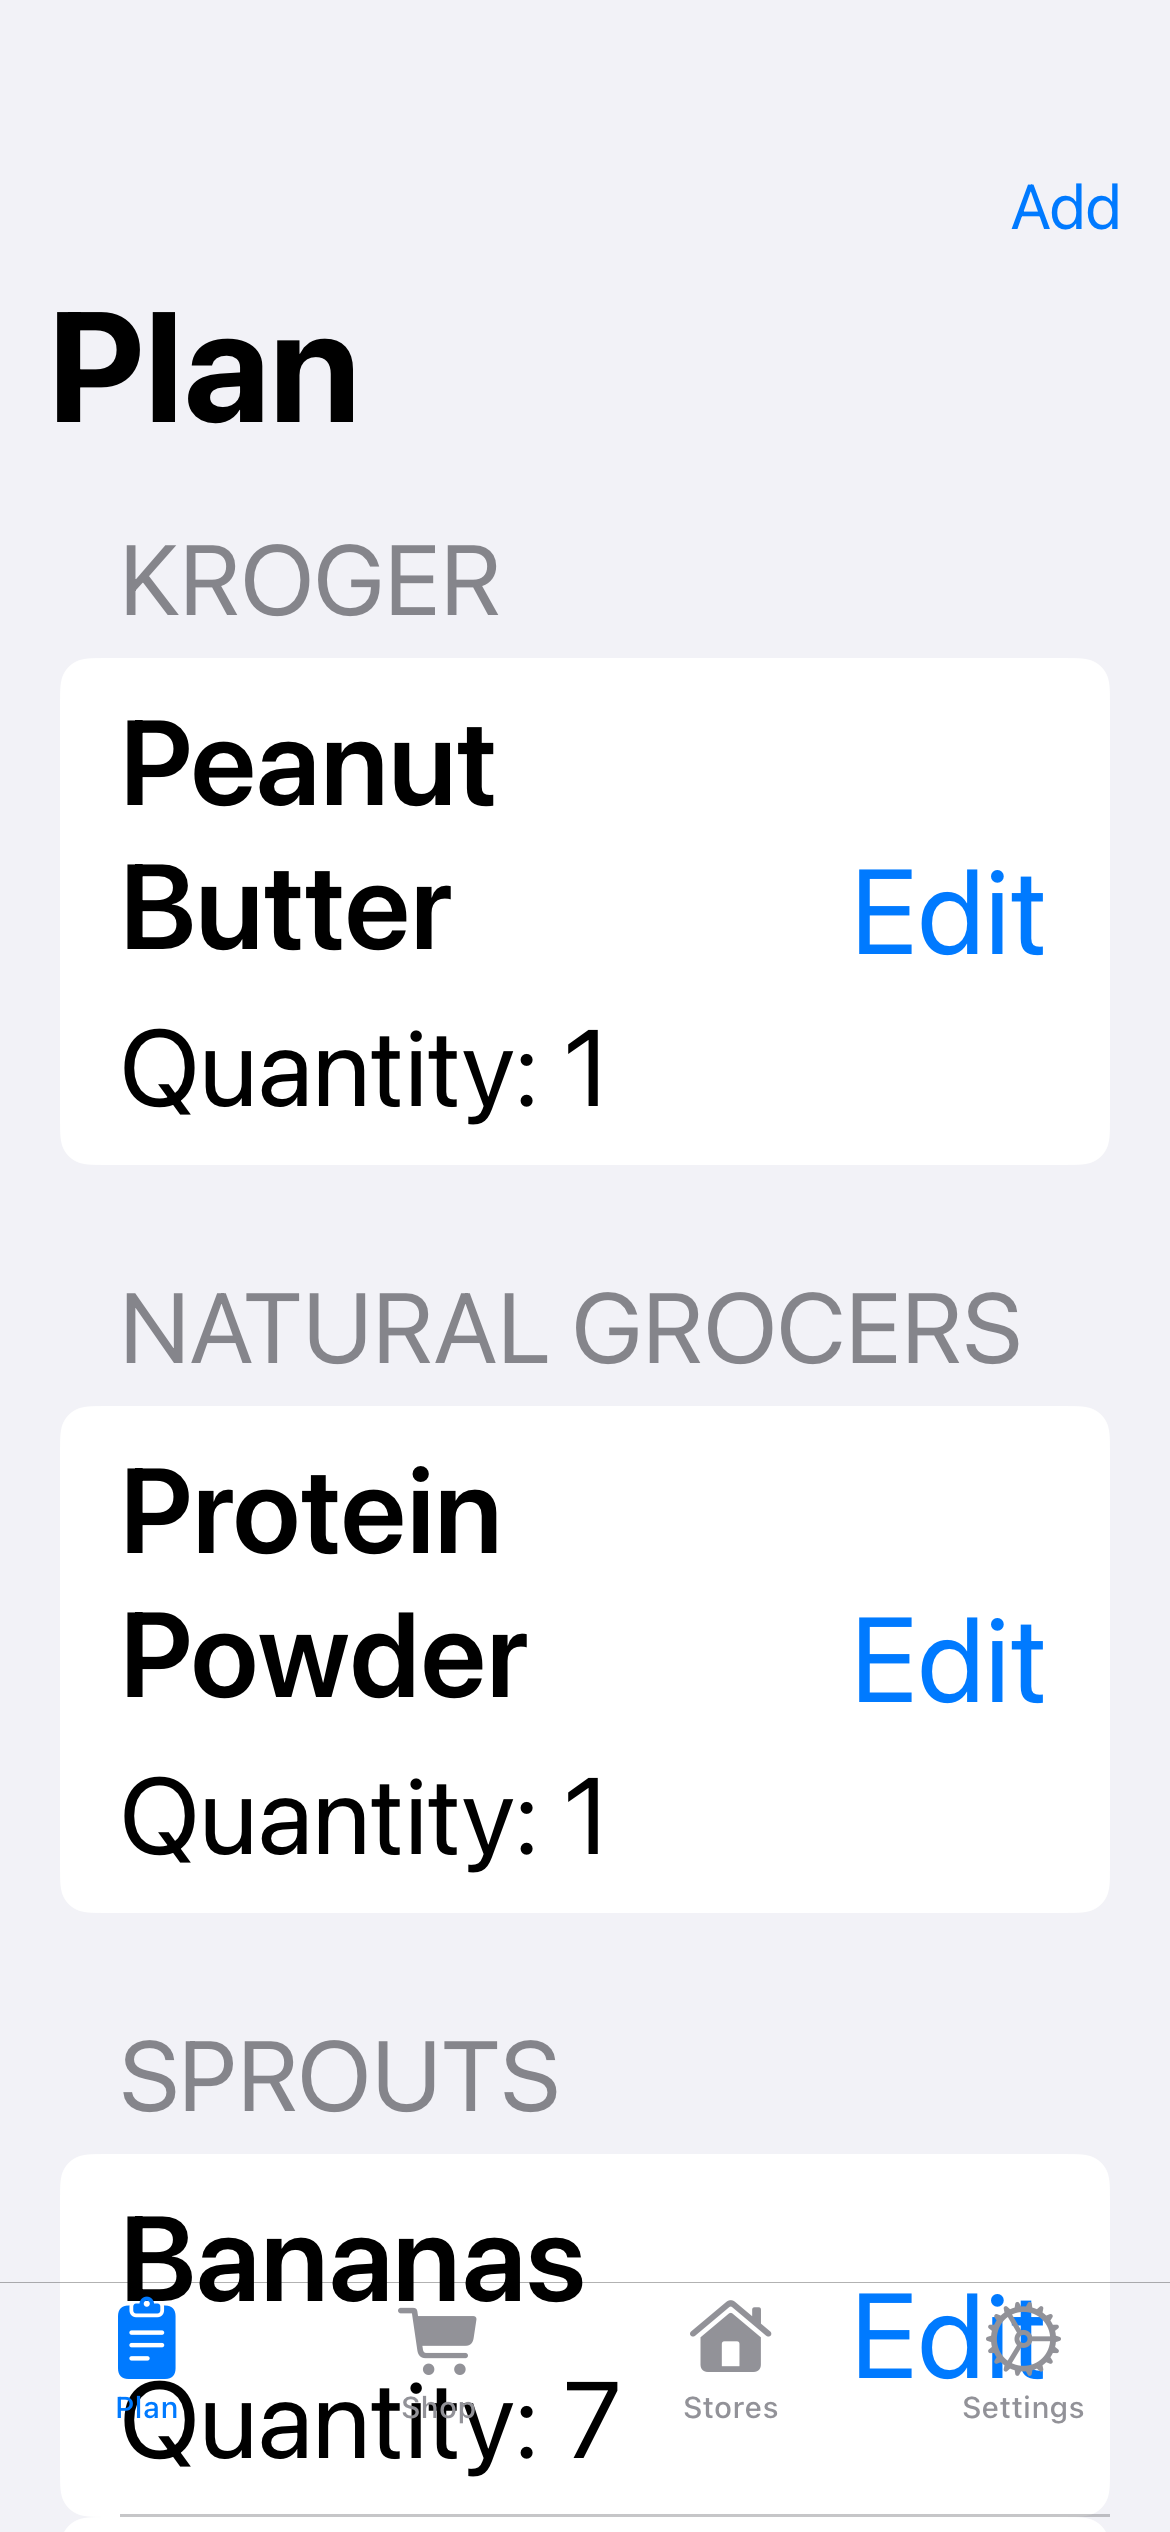 Add
Plan
KROGER
Peanut
Butter
Edit
Quantity: 1
NATURAL GROCERS
Protein
Powder
Edit
Quantity: 1
SPROUTS
Bananas
Edit
Quantity: 7
Plan
Shop
Stores
Settings